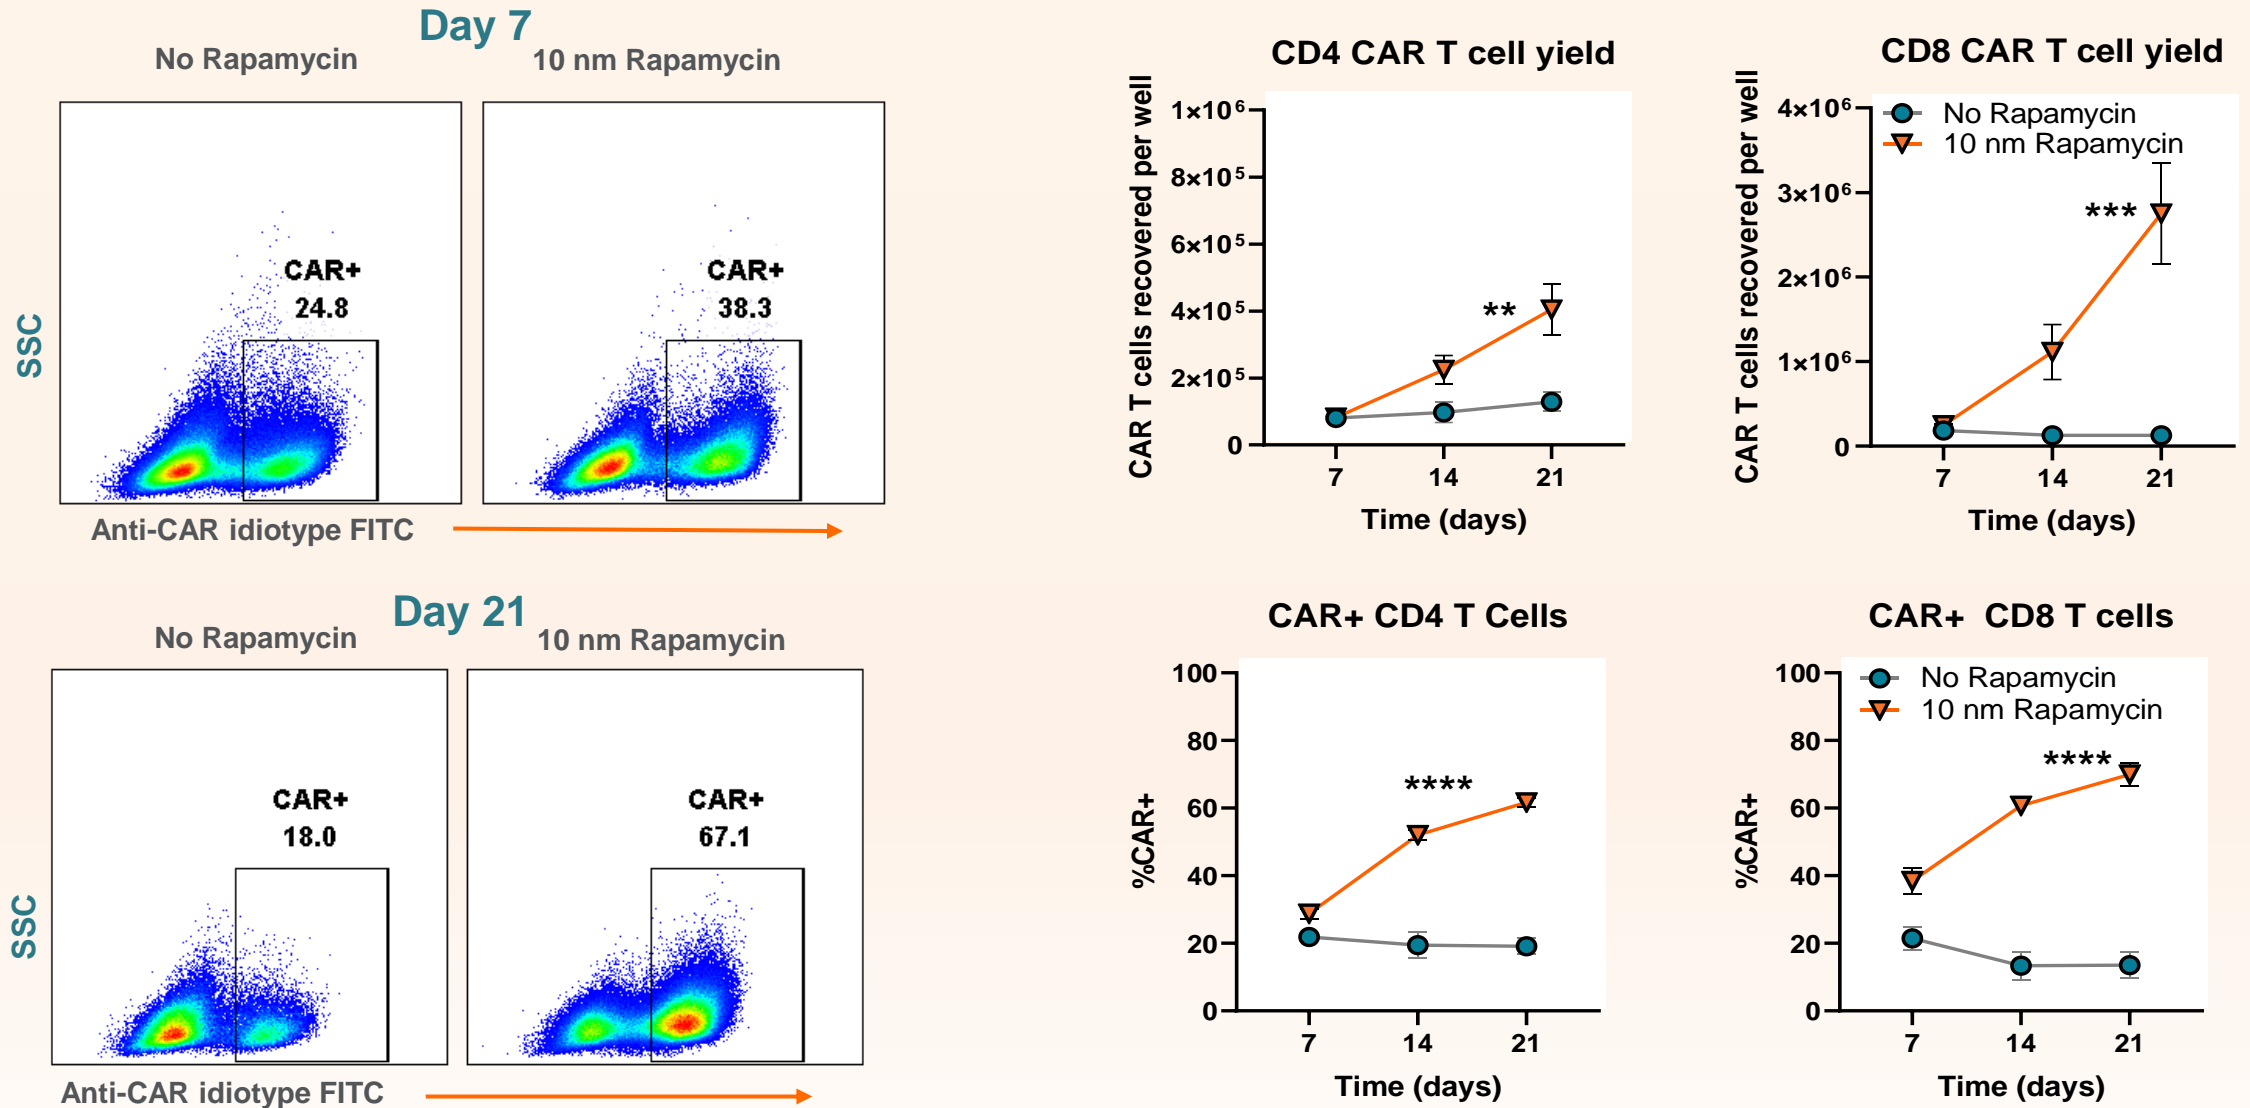 Day 7
No Rapamycin
10 nm Rapamycin
SSC
CAR+
24.8
CAR+
38.3
Anti-CAR idiotype FITC
Day 21
No Rapamycin
10 nm Rapamycin
SSC
CAR+
18.0
CAR+
67.1
Anti-CAR idiotype FITC
CD4 CAR T cell yield
CAR T cells recovered per well
1×10⁶
8×10⁵
6×10⁵
4×10⁵
2×10⁵
0
**
7 14 21
Time (days)
CD8 CAR T cell yield
CAR T cells recovered per well
4×10⁶
3×10⁶
2×10⁶
1×10⁶
0
No Rapamycin
10 nm Rapamycin
***
7 14 21
Time (days)
CAR+ CD4 T Cells
%CAR+
100
80
60
40
20
0
****
7 14 21
Time (days)
CAR+ CD8 T cells
%CAR+
100
80
60
40
20
0
No Rapamycin
10 nm Rapamycin
****
7 14 21
Time (days)